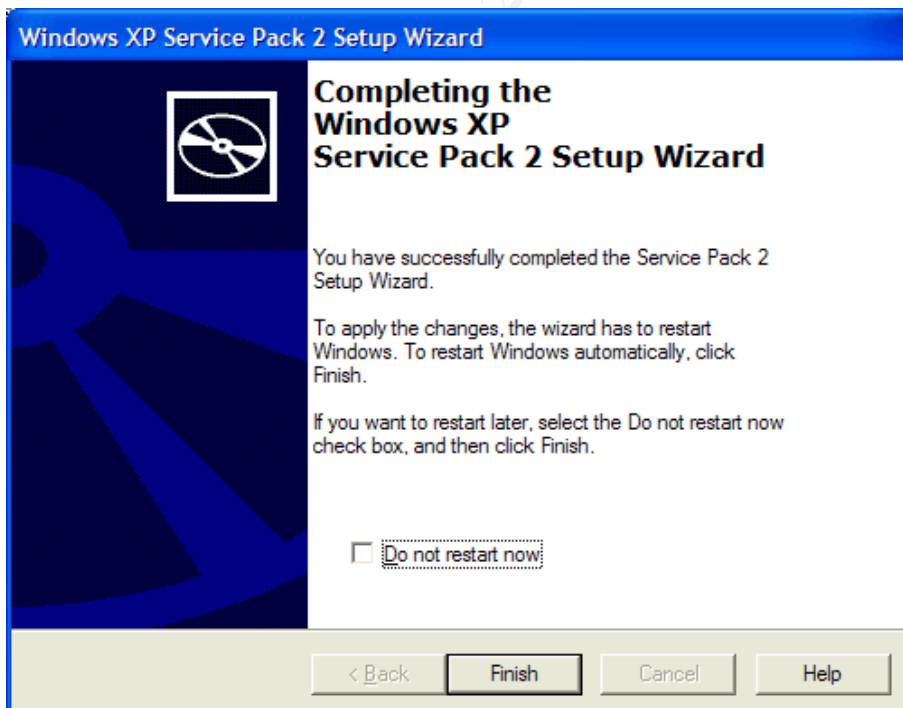 Windows XP Service Pack 2 Setup Wizard
Completing the
Windows XP
Service Pack 2 Setup Wizard
You have successfully completed the Service Pack 2
Setup Wizard.
To apply the changes, the wizard has to restart
Windows. To restart Windows automatically, click
Finish.
If you want to restart later, select the Do not restart now
check box, and then click Finish.
Do not restart now
< Back
Finish
Cancel
Help